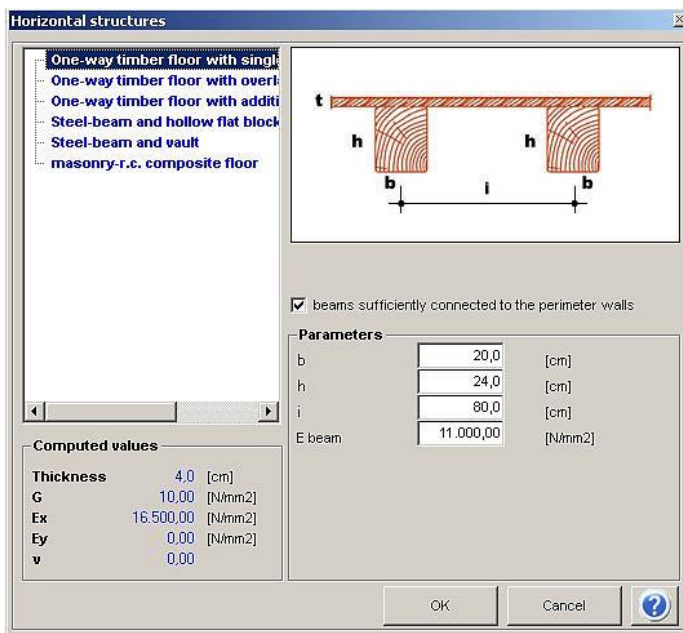 Horizontal structures
One-way timber floor with singl
One-way timber floor with overl
One-way timber floor with additi
Steel-beam and hollow flat block
Steel-beam and vault
masonry-r.c. composite floor
t
h h
b i b
beams sufficiently connected to the perimeter walls
Parameters
b 20,0 [cm]
h 24,0 [cm]
i 80,0 [cm]
E beam 11.000,00 [N/mm2]
Computed values
Thickness 4,0 [cm]
G 10,00 [N/mm2]
Ex 16.500,00 [N/mm2]
Ey 0,00 [N/mm2]
ν 0,00
OK Cancel ?